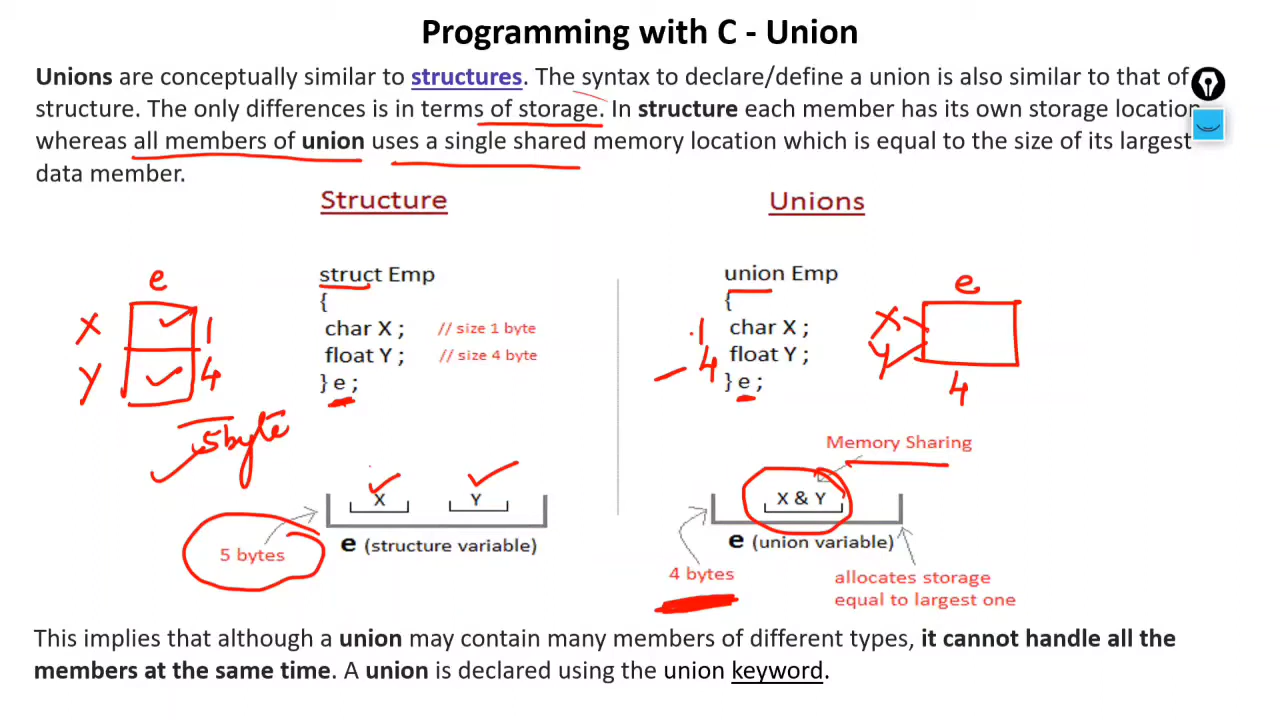 Programming with C - Union
Unions are conceptually similar to structures. The syntax to declare/define a union is also similar to that of
structure. The only differences is in terms of storage. In structure each member has its own storage location
whereas all members of union uses a single shared memory location which is equal to the size of its largest
data member.
Structure
struct Emp
{
char X ; // size 1 byte
float Y ; // size 4 byte
} e ;
e
X 1
Y 4
5byte
X Y
5 bytes
e (structure variable)
Unions
union Emp
{
1 char X ;
4 float Y ;
} e ;
e
X
Y
4
Memory Sharing
X & Y
e (union variable)
4 bytes
allocates storage
equal to largest one
This implies that although a union may contain many members of different types, it cannot handle all the
members at the same time. A union is declared using the union keyword.